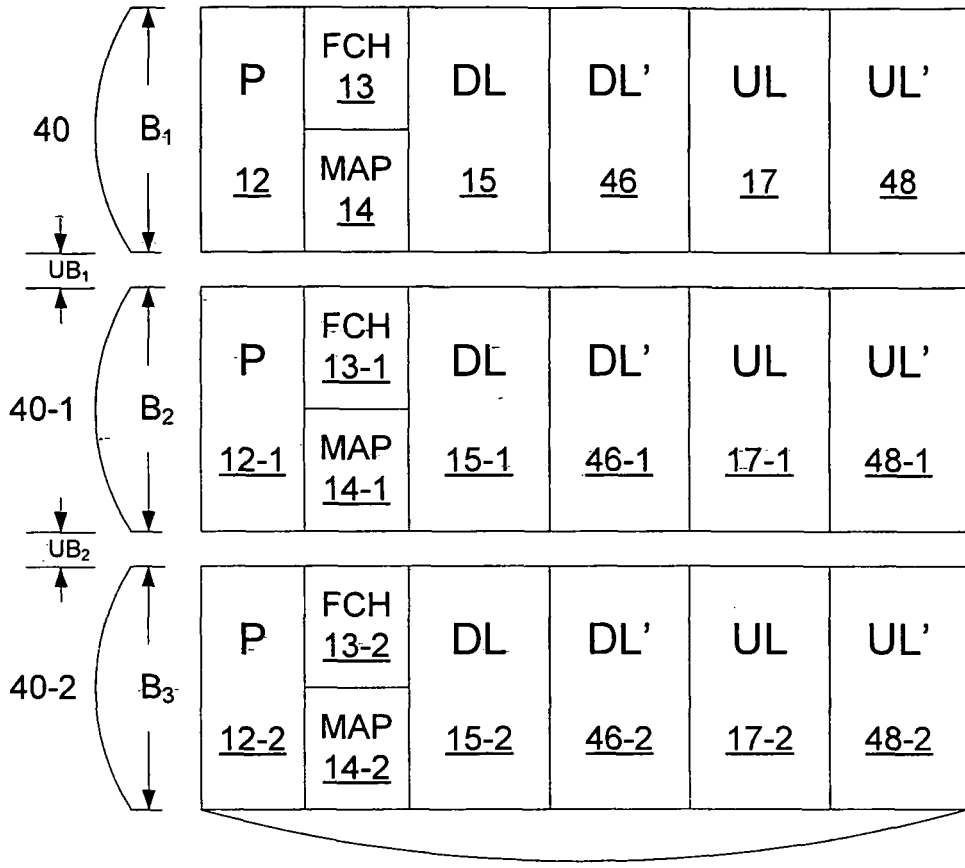 FCH
P DL DL’ UL UL’
13
40 B₁
MAP
12 14 15 46 17 48
UB₁
FCH
P DL DL’ UL UL’
13-1
40-1 B₂
MAP
12-1 14-1 15-1 46-1 17-1 48-1
UB₂
FCH
P DL DL’ UL UL’
13-2
40-2 B₃
MAP
12-2 14-2 15-2 46-2 17-2 48-2